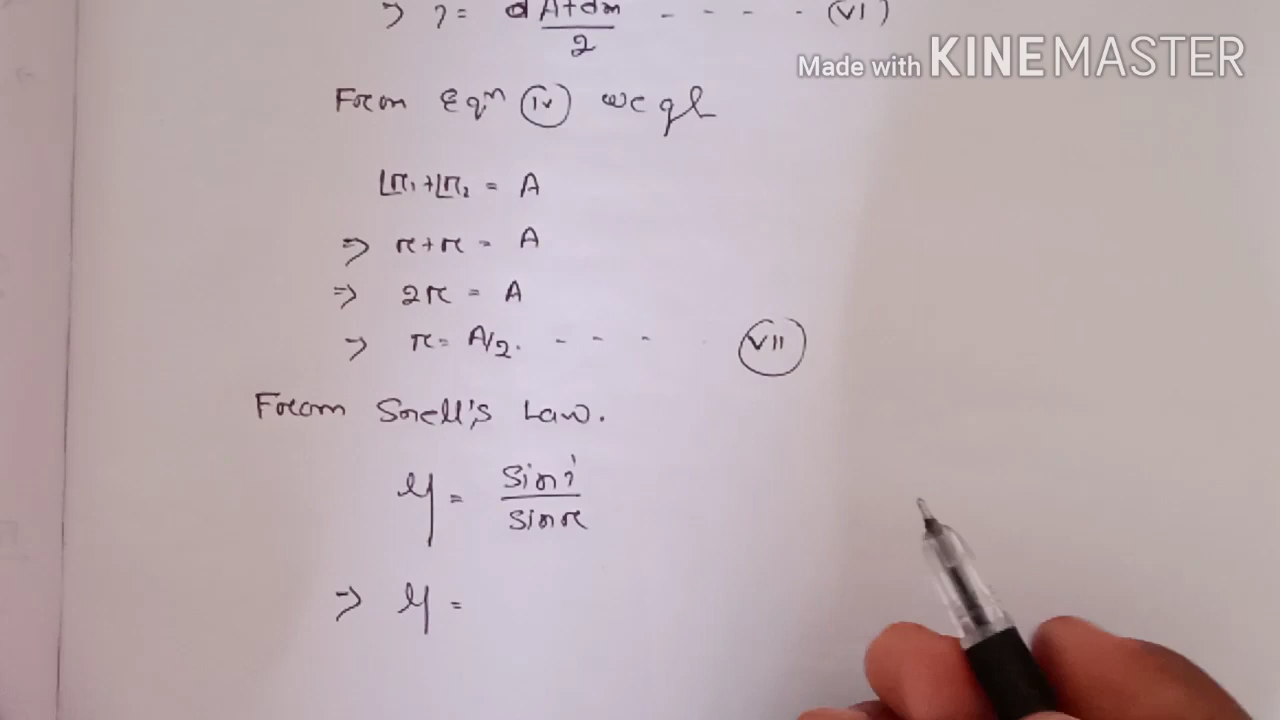 ⇒ i = A+dm/2 - - - - (VI)
Made with KINEMASTER
From Eqⁿ (IV) we get
∠r₁+∠r₂ = A
⇒ r+r = A
⇒ 2r = A
⇒ r = A/2. - - - (VII)
From Snell's Law.
μ = sin i / sin r
⇒ μ =